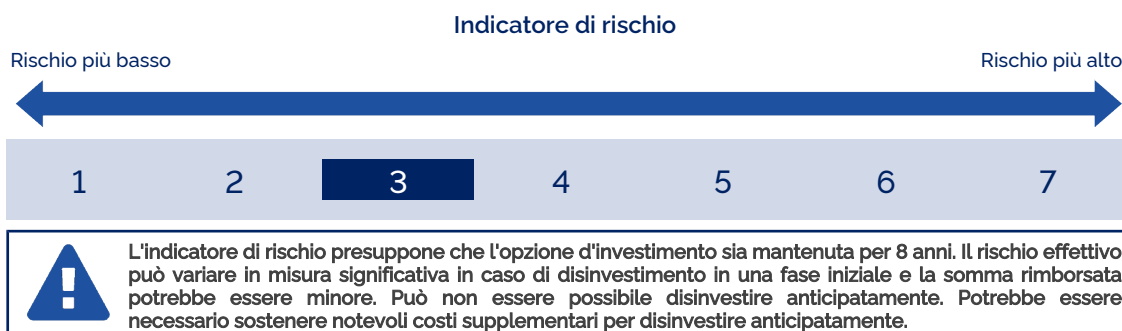 Indicatore di rischio
Rischio più basso Rischio più alto
1 2 3 4 5 6 7
L'indicatore di rischio presuppone che l'opzione d'investimento sia mantenuta per 8 anni. Il rischio effettivo
può variare in misura significativa in caso di disinvestimento in una fase iniziale e la somma rimborsata
potrebbe essere minore. Può non essere possibile disinvestire anticipatamente. Potrebbe essere
necessario sostenere notevoli costi supplementari per disinvestire anticipatamente.